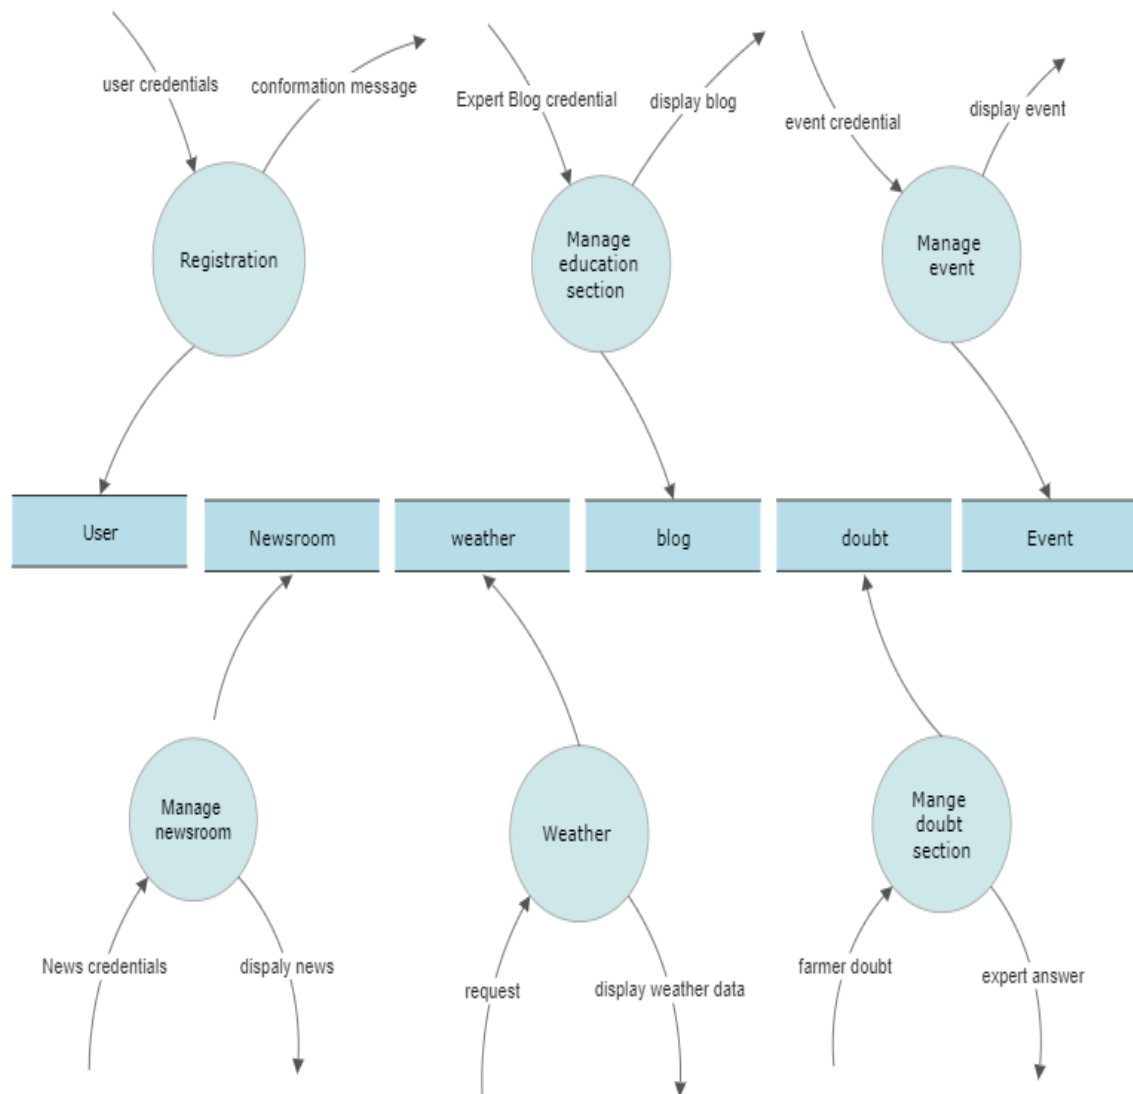 user credentials
conformation message
Expert Blog credential
display blog
event credential
display event
Registration
Manage
education
section
Manage
event
User
Newsroom
weather
blog
doubt
Event
Manage
newsroom
Weather
Mange
doubt
section
News credentials
dispaly news
request
display weather data
farmer doubt
expert answer